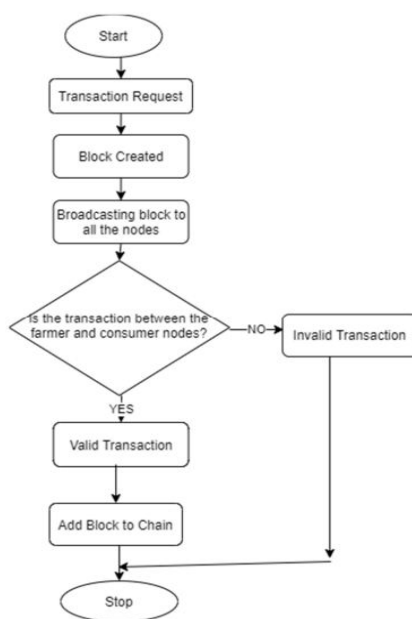 Start
Transaction Request
Block Created
Broadcasting block to
all the nodes
Is the transaction between the
farmer and consumer nodes?
NO
Invalid Transaction
YES
Valid Transaction
Add Block to Chain
Stop